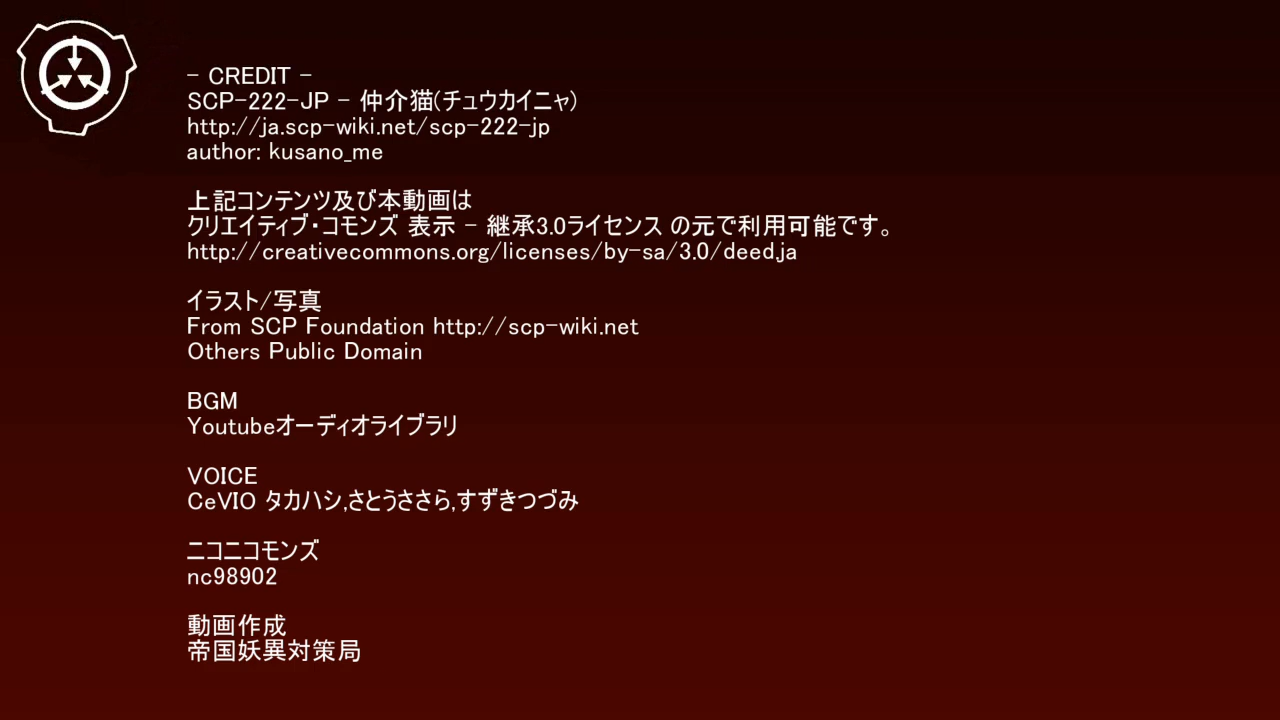 - CREDIT -
SCP-222-JP - 仲介猫(チュウカイニャ)
http://ja.scp-wiki.net/scp-222-jp
author: kusano_me
上記コンテンツ及び本動画は
クリエイティブ・コモンズ 表示 - 継承3.0ライセンス の元で利用可能です。
http://creativecommons.org/licenses/by-sa/3.0/deed.ja
イラスト/写真
From SCP Foundation http://scp-wiki.net
Others Public Domain
BGM
Youtubeオーディオライブラリ
VOICE
CeVIO タカハシ,さとうささら,すずきつづみ
ニコニコモンズ
nc98902
動画作成
帝国妖異対策局